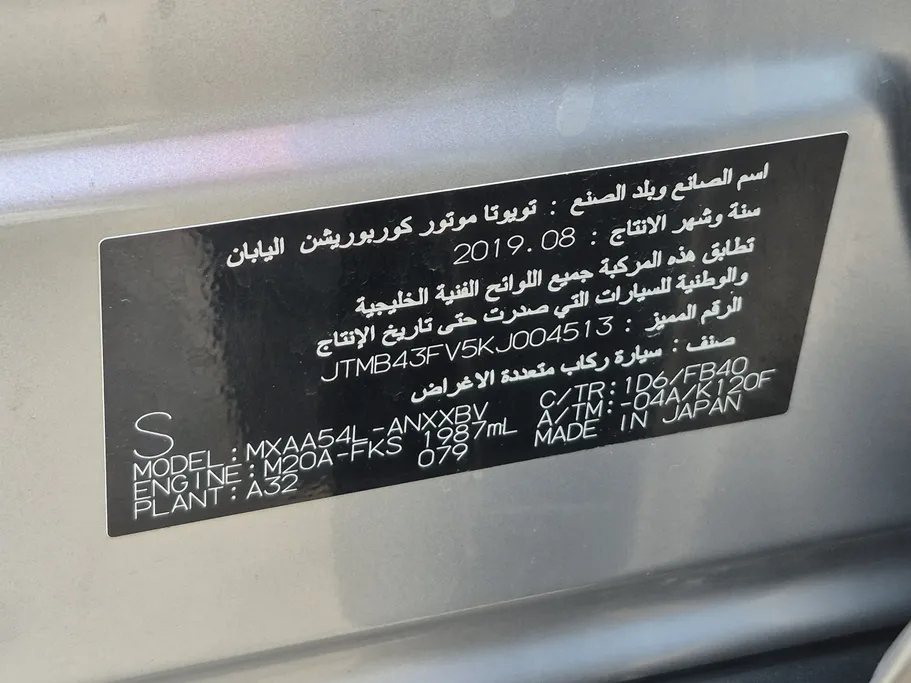 اسم الصانع وبلد الصنع : تويوتا موتور كوربوريشن اليابان
سنة وشهر الانتاج : 2019.08
تطابق هذه المركبة جميع اللوائح الفنية الخليجية
والوطنية للسيارات التي صدرت حتى تاريخ الإنتاج
الرقم المميز : JTMB43FV5KJ004513
صنف : سيارة ركاب متعددة الاغراض
S
MODEL : MXAA54L-ANXXBV C/TR : 1D6/FB40
ENGINE : M20A-FKS 1987mL A/TM : -04A/K120F
PLANT : A32 079 MADE IN JAPAN